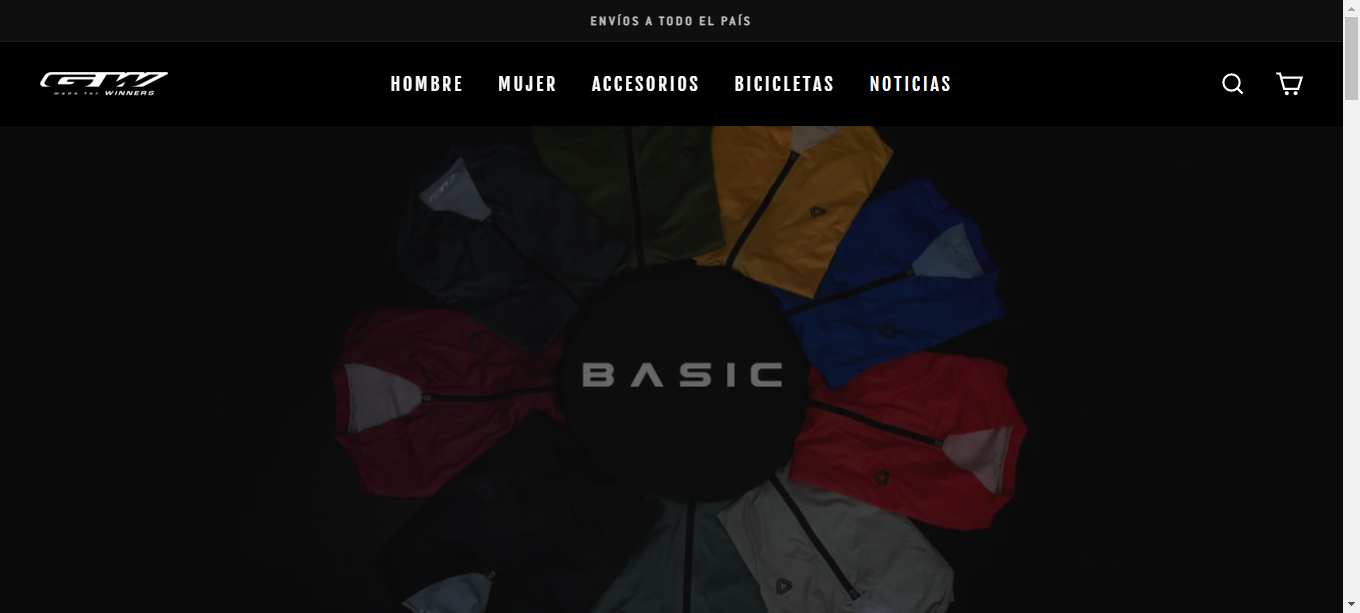 ENVÍOS A TODO EL PAÍS
GW
made for WINNERS
HOMBRE MUJER ACCESORIOS BICICLETAS NOTICIAS
BASIC